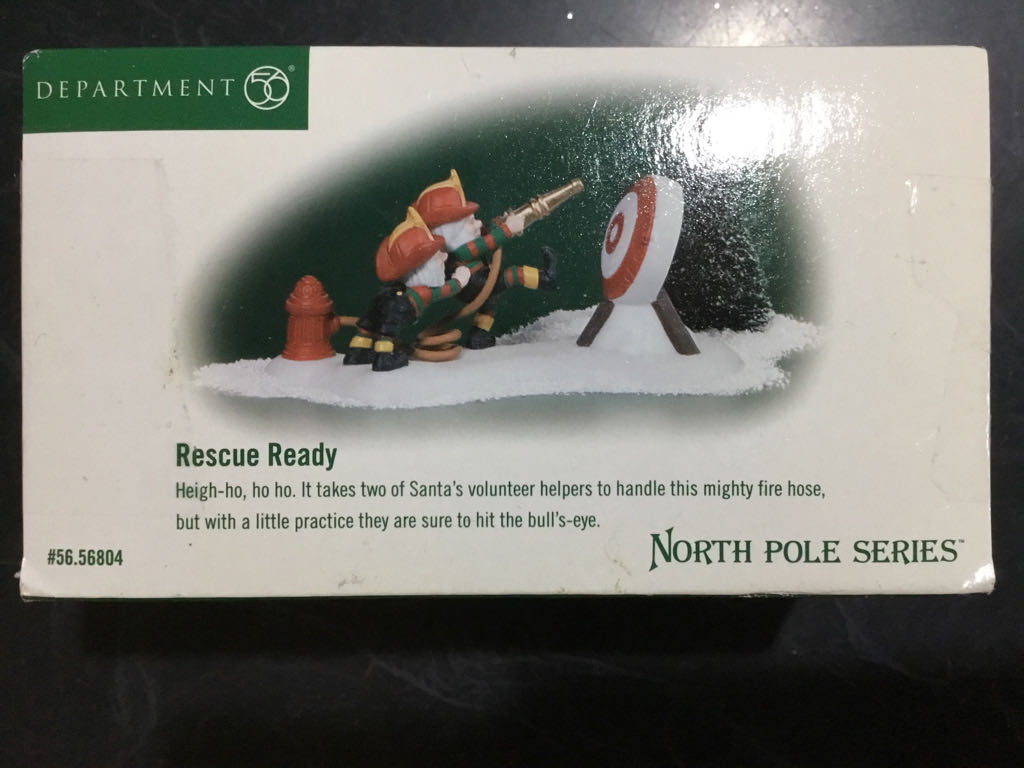 DEPARTMENT 56®
Rescue Ready
Heigh-ho, ho ho. It takes two of Santa's volunteer helpers to handle this mighty fire hose,
but with a little practice they are sure to hit the bull's-eye.
#56.56804
NORTH POLE SERIES™